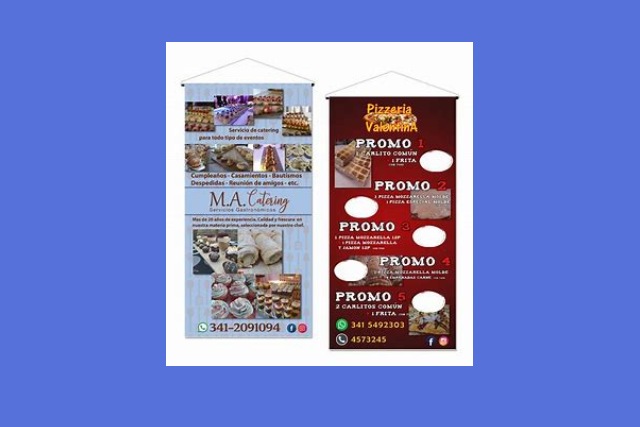 Servicio de catering
para todo tipo de eventos
Cumpleaños - Casamientos - Bautismos
Despedidas - Reunión de amigos - etc.
M.A. Catering
Servicios Gastronómicos
Mas de 20 años de experiencia. Calidad y frescura en
nuestra materia prima, seleccionada por nuestro chef.
341-2091094
Pizzeria
Valentina
PROMO 1
1 CARLITO COMÚN
+ 1 FRITA
PROMO 2
1 PIZZA MOZZARELLA MOLDE
1 PIZZA ESPECIAL MOLDE
PROMO 3
1 PIZZA MOZZARELLA
1 PIZZA MOZZARELLA
Y JAMON
PROMO 4
1 PIZZA MOZZARELLA MOLDE
EMPANADAS CARNE
PROMO 5
2 CARLITOS COMÚN
+ 1 FRITA
341 5492303
4573245